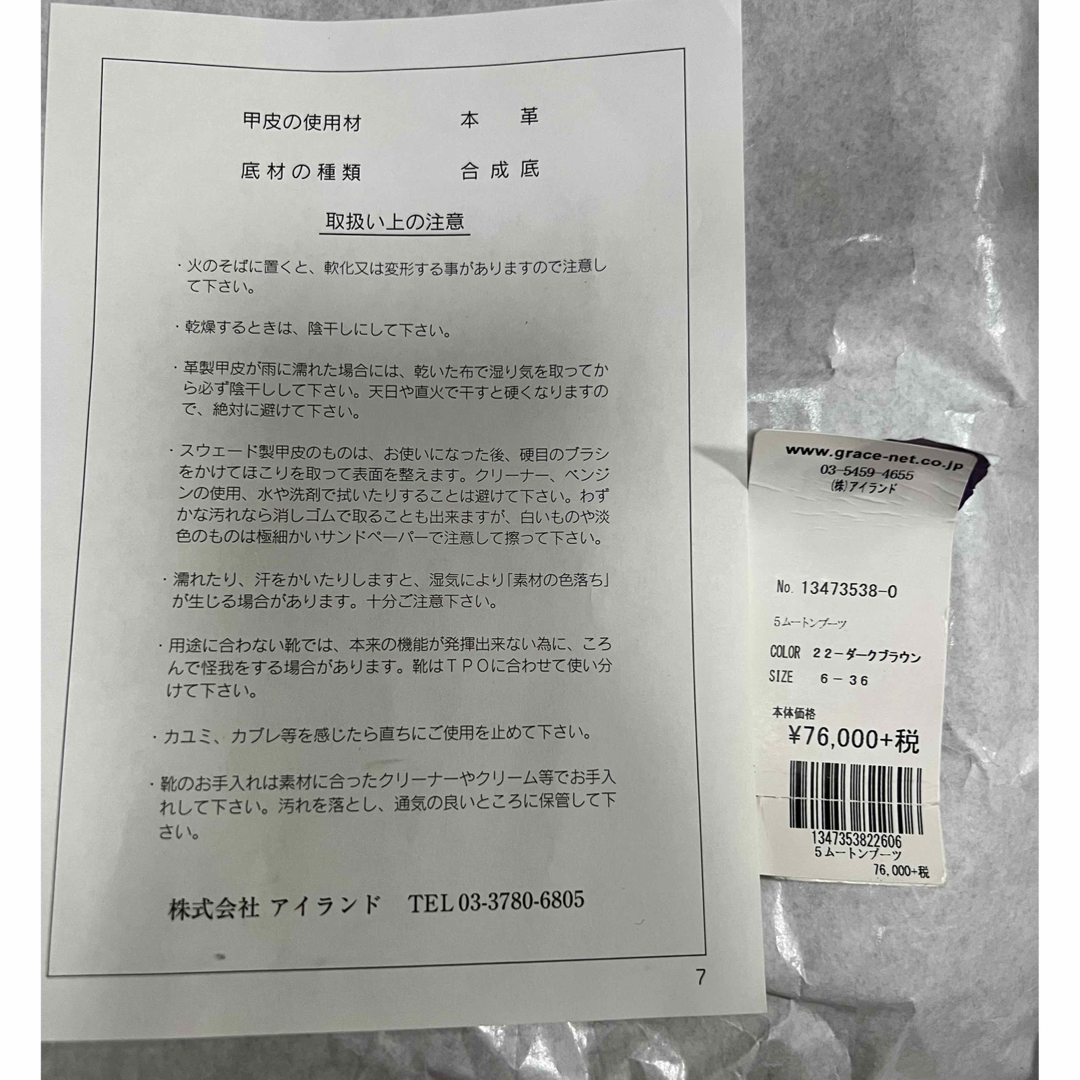 甲皮の使用材 本革
底材の種類 合成底
取扱い上の注意
・火のそばに置くと、軟化又は変形する事がありますので注意し
て下さい。
・乾燥するときは、陰干しにして下さい。
・革製甲皮が雨に濡れた場合には、乾いた布で湿り気を取ってか
ら必ず陰干しして下さい。天日や直火で干すと硬くなりますの
で、絶対に避けて下さい。
・スウェード製甲皮のものは、お使いになった後、硬目のブラシ
をかけてほこりを取って表面を整えます。クリーナー、ベンジ
ンの使用、水や洗剤で拭いたりすることは避けて下さい。わず
かな汚れなら消しゴムで取ることも出来ますが、白いものや淡
色のものは極細かいサンドペーパーで注意して擦って下さい。
・濡れたり、汗をかいたりしますと、湿気により「素材の色落ち」
が生じる場合があります。十分ご注意下さい。
・用途に合わない靴では、本来の機能が発揮出来ない為に、ころ
んで怪我をする場合があります。靴はTPOに合わせて使い分
けて下さい。
・カユミ、カブレ等を感じたら直ちにご使用を止めて下さい。
・靴のお手入れは素材に合ったクリーナーやクリーム等でお手入
れして下さい。汚れを落とし、通気の良いところに保管して下
さい。
株式会社 アイランド TEL 03-3780-6805
7
www.grace-net.co.jp
03-5459-4655
(株)アイランド
No. 13473538-0
5ムートンブーツ
COLOR 22-ダークブラウン
SIZE 6-36
本体価格
¥76,000+税
1347353822606
5ムートンブーツ
76,000+税